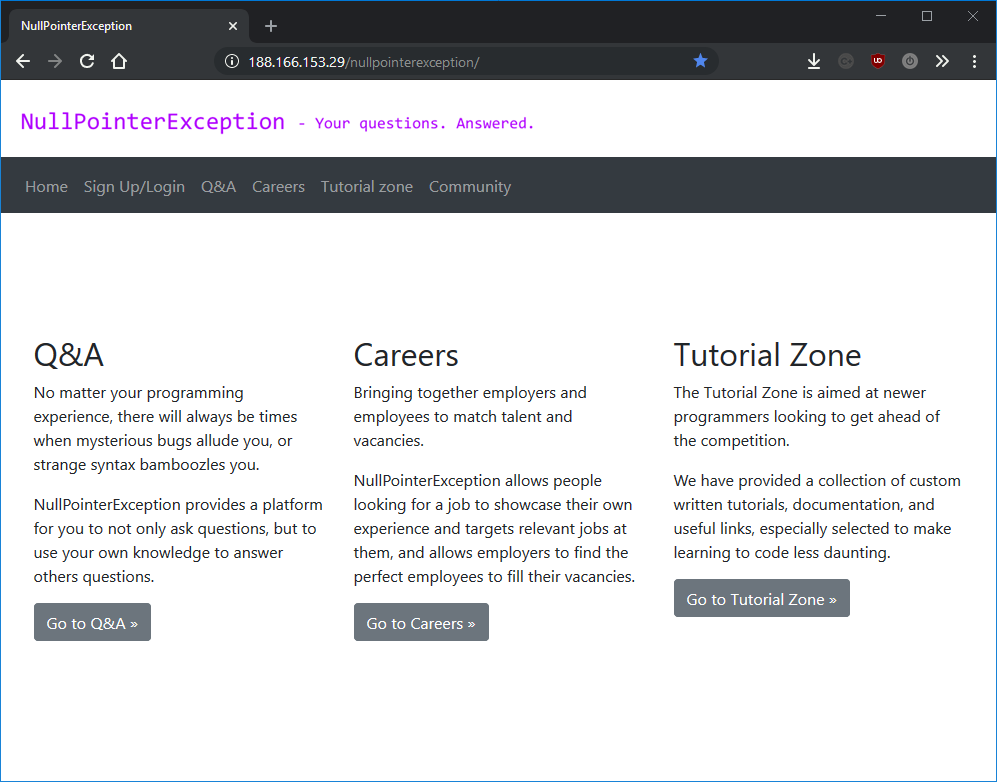 NullPointerException
188.166.153.29/nullpointerexception/
NullPointerException - Your questions. Answered.
Home Sign Up/Login Q&A Careers Tutorial zone Community
Q&A
No matter your programming
experience, there will always be times
when mysterious bugs allude you, or
strange syntax bamboozles you.
NullPointerException provides a platform
for you to not only ask questions, but to
use your own knowledge to answer
others questions.
Go to Q&A »
Careers
Bringing together employers and
employees to match talent and
vacancies.
NullPointerException allows people
looking for a job to showcase their own
experience and targets relevant jobs at
them, and allows employers to find the
perfect employees to fill their vacancies.
Go to Careers »
Tutorial Zone
The Tutorial Zone is aimed at newer
programmers looking to get ahead of
the competition.
We have provided a collection of custom
written tutorials, documentation, and
useful links, especially selected to make
learning to code less daunting.
Go to Tutorial Zone »